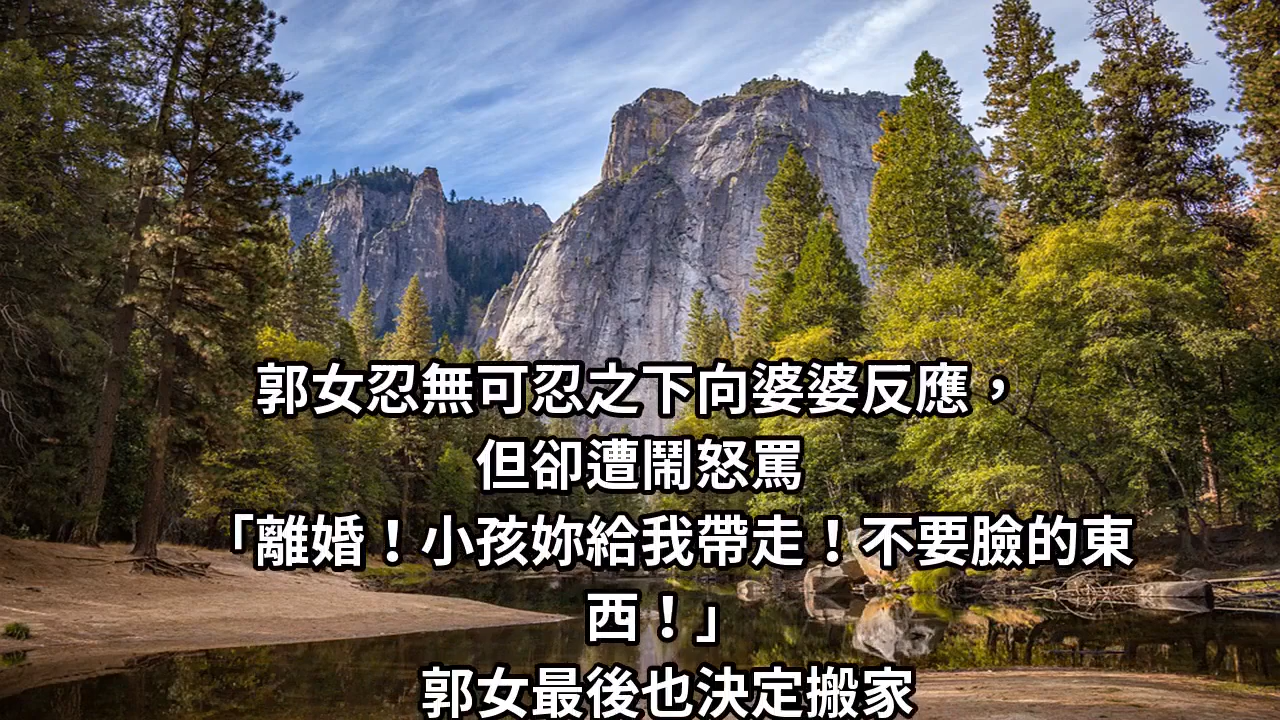 郭女忍無可忍之下向婆婆反應，
但卻遭鬧怒罵
「離婚！小孩妳給我帶走！不要臉的東
西！」
郭女最後也決定搬家